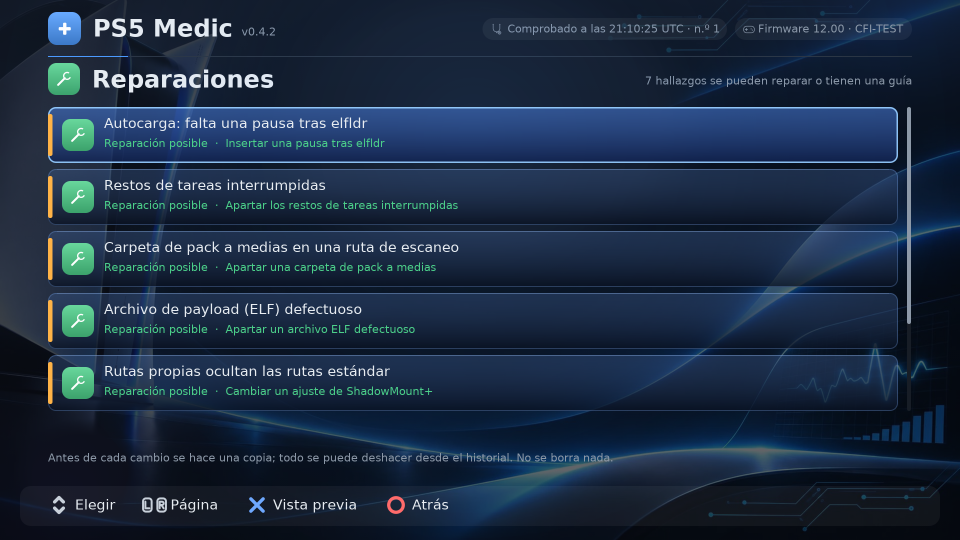 PS5 Medic v0.4.2
Comprobado a las 21:10:25 UTC · n.º 1
Firmware 12.00 · CFI-TEST
Reparaciones
7 hallazgos se pueden reparar o tienen una guía
Autocarga: falta una pausa tras elfldr
Reparación posible · Insertar una pausa tras elfldr
Restos de tareas interrumpidas
Reparación posible · Apartar los restos de tareas interrumpidas
Carpeta de pack a medias en una ruta de escaneo
Reparación posible · Apartar una carpeta de pack a medias
Archivo de payload (ELF) defectuoso
Reparación posible · Apartar un archivo ELF defectuoso
Rutas propias ocultan las rutas estándar
Reparación posible · Cambiar un ajuste de ShadowMount+
Antes de cada cambio se hace una copia; todo se puede deshacer desde el historial. No se borra nada.
Elegir L R Página Vista previa Atrás